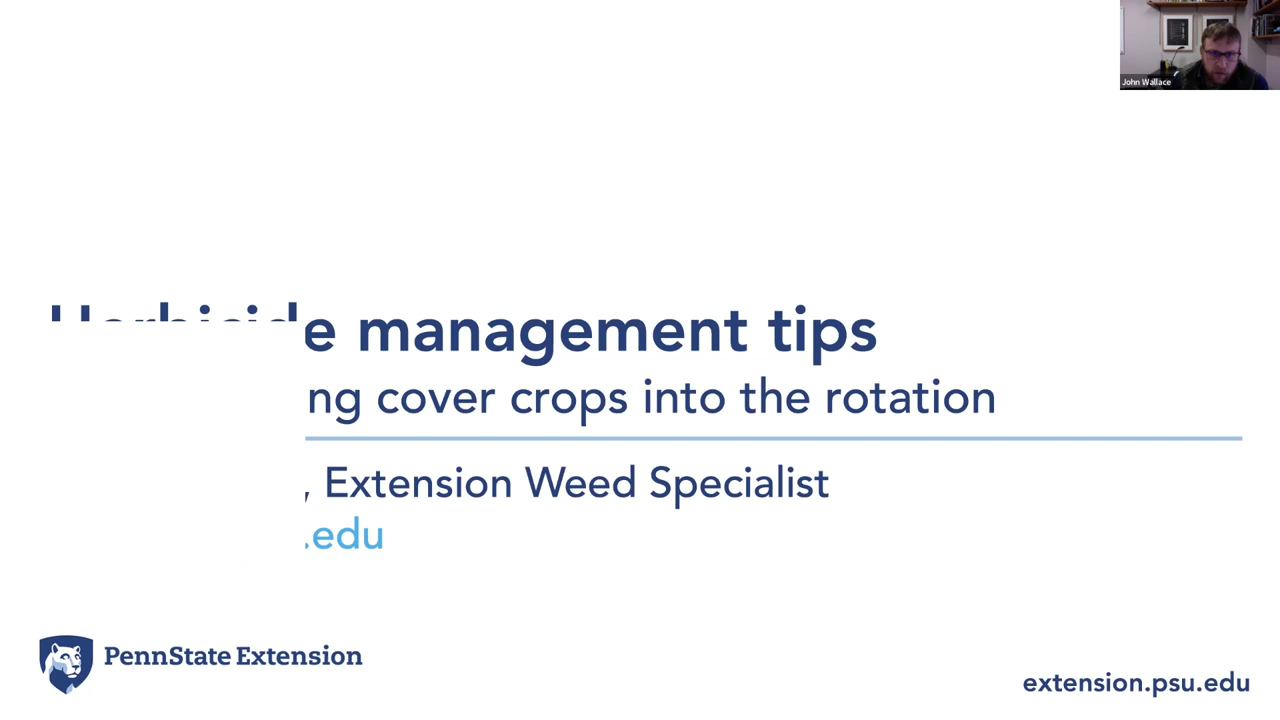 John Wallace
Herbicide management tips
ng cover crops into the rotation
, Extension Weed Specialist
.edu
PennState Extension
extension.psu.edu